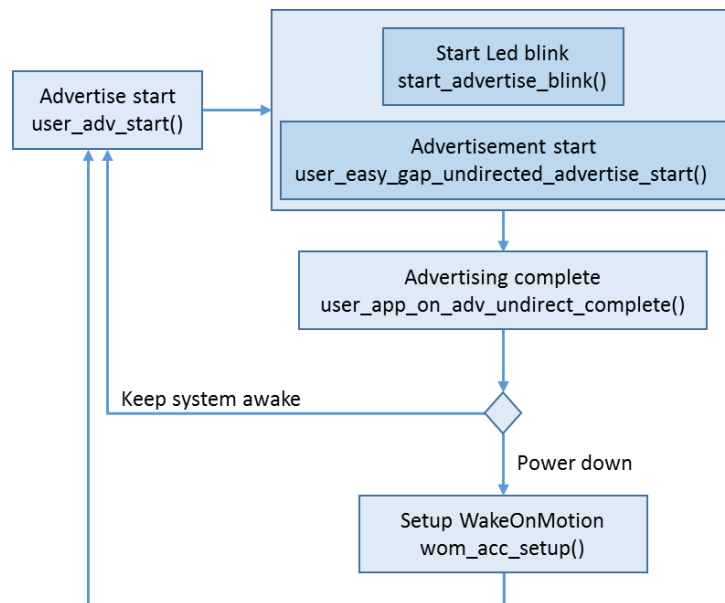 Start Led blink
start_advertise_blink()
Advertise start
user_adv_start()
Advertisement start
user_easy_gap_undirected_advertise_start()
Advertising complete
user_app_on_adv_undirect_complete()
Keep system awake
Power down
Setup WakeOnMotion
wom_acc_setup()